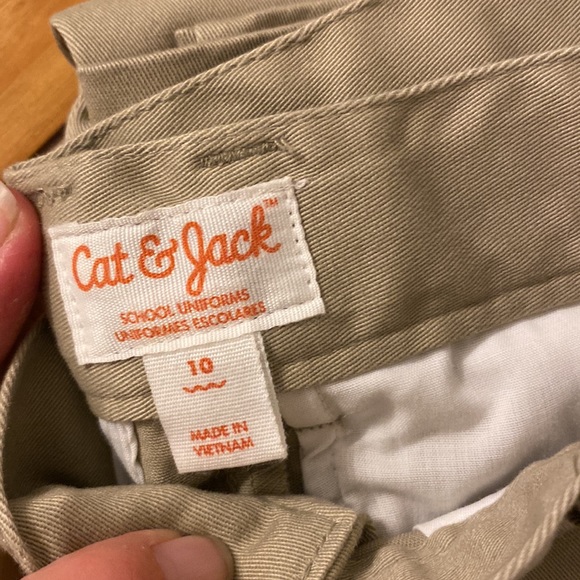 Cat & Jack™
SCHOOL UNIFORMS
UNIFORMES ESCOLARES
10
MADE IN
VIETNAM